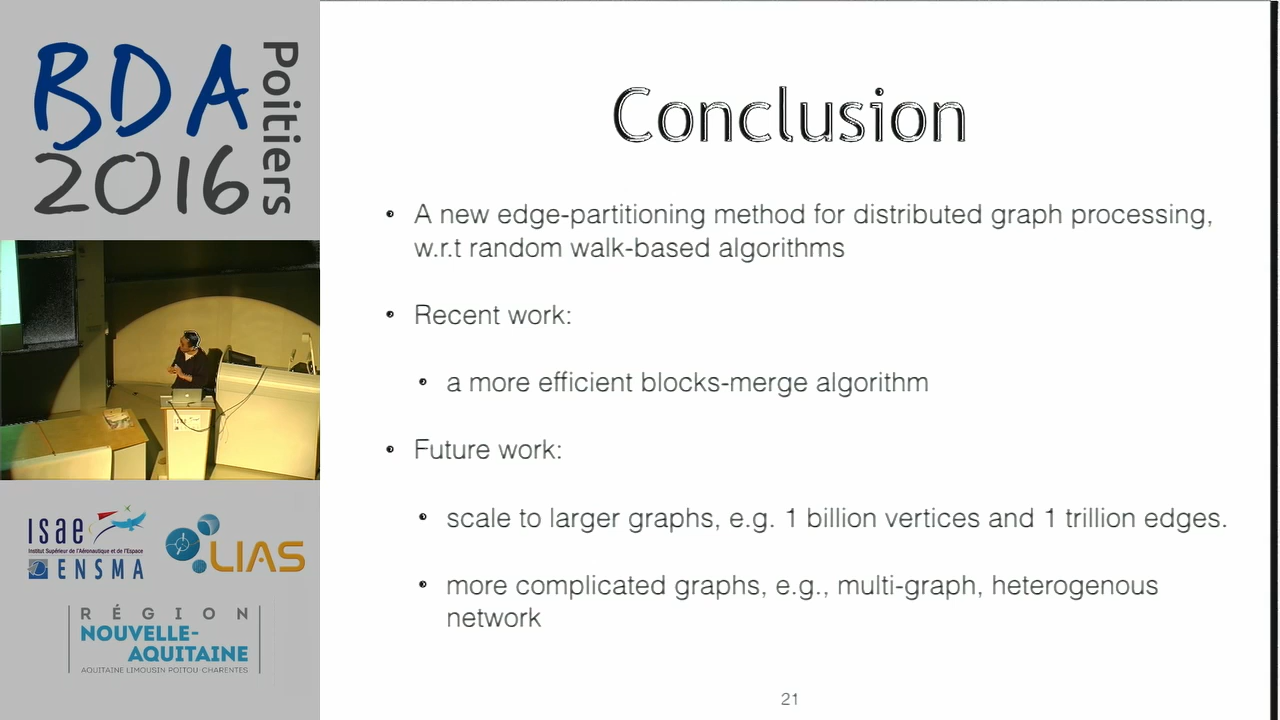 BDA
2016
Poitiers
isae
Institut Supérieur de l'Aéronautique et de l'Espace
ENSMA
LIAS
RÉGION
NOUVELLE-
AQUITAINE
AQUITAINE LIMOUSIN POITOU-CHARENTES
Conclusion
• A new edge-partitioning method for distributed graph processing,
w.r.t random walk-based algorithms
• Recent work:
• a more efficient blocks-merge algorithm
• Future work:
• scale to larger graphs, e.g. 1 billion vertices and 1 trillion edges.
• more complicated graphs, e.g., multi-graph, heterogenous
network
21